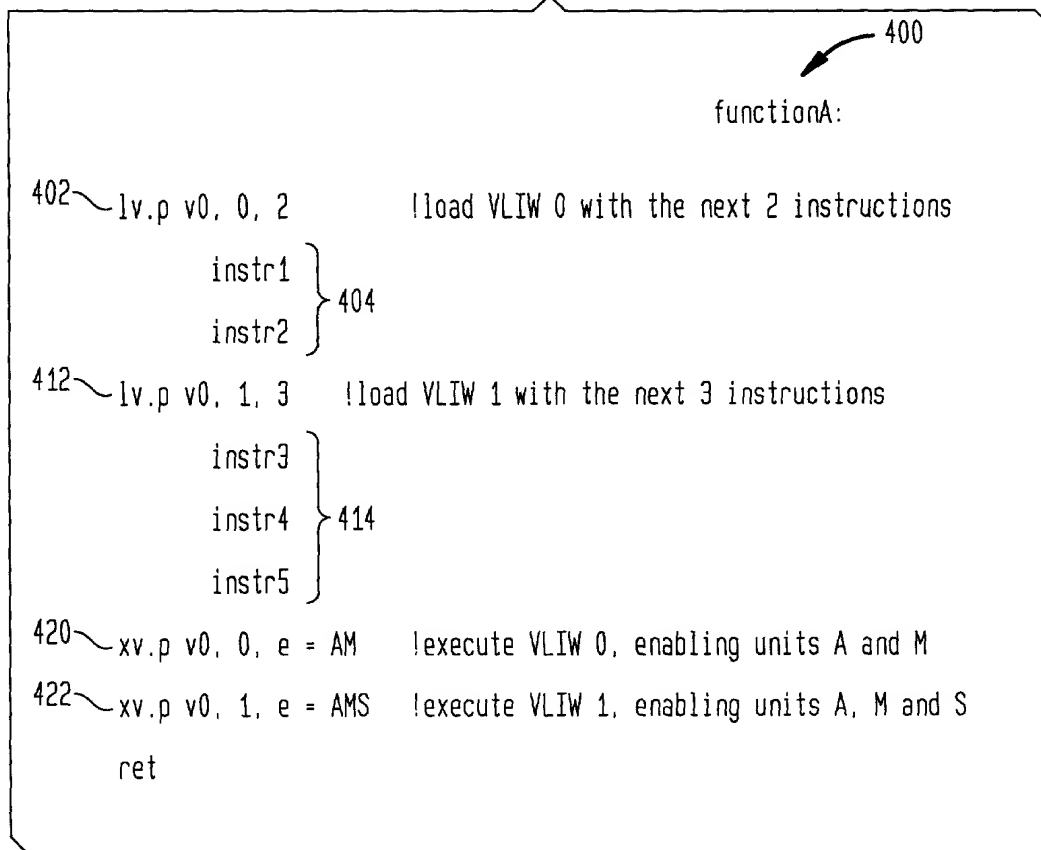 400
functionA:
402 lv.p v0, 0, 2 !load VLIW 0 with the next 2 instructions
instr1
404
instr2
412 lv.p v0, 1, 3 !load VLIW 1 with the next 3 instructions
instr3
instr4 414
instr5
420 xv.p v0, 0, e = AM !execute VLIW 0, enabling units A and M
422 xv.p v0, 1, e = AMS !execute VLIW 1, enabling units A, M and S
ret